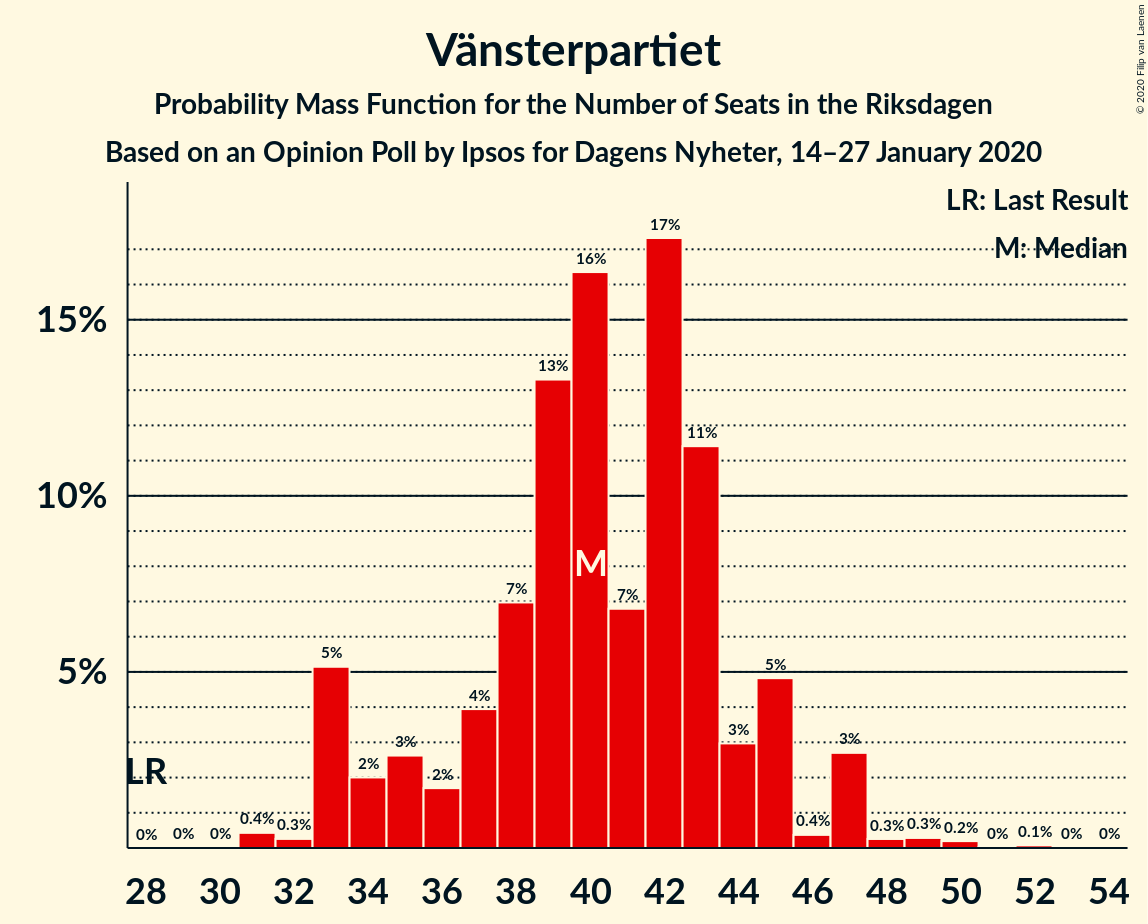 Vänsterpartiet
Probability Mass Function for the Number of Seats in the Riksdagen
Based on an Opinion Poll by Ipsos for Dagens Nyheter, 14–27 January 2020
© 2020 Filip van Laenen
LR: Last Result
M: Median
15%
10%
5%
0% 0% 0% 0.4% 0.3% 5% 2% 3% 2% 4% 7% 13% 16% 7% 17% 11% 3% 5% 0.4% 3% 0.3% 0.3% 0.2% 0% 0.1% 0% 0%
M
LR
28 30 32 34 36 38 40 42 44 46 48 50 52 54